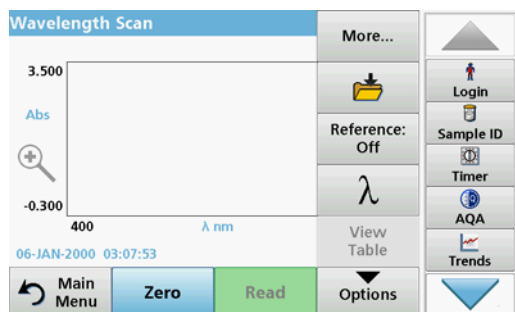 Wavelength Scan
More...
3.500
Abs
-0.300
400
λ nm
06-JAN-2000 03:07:53
Reference:
Off
λ
View
Table
Main
Menu
Zero
Read
Options
Login
Sample ID
Timer
AQA
Trends